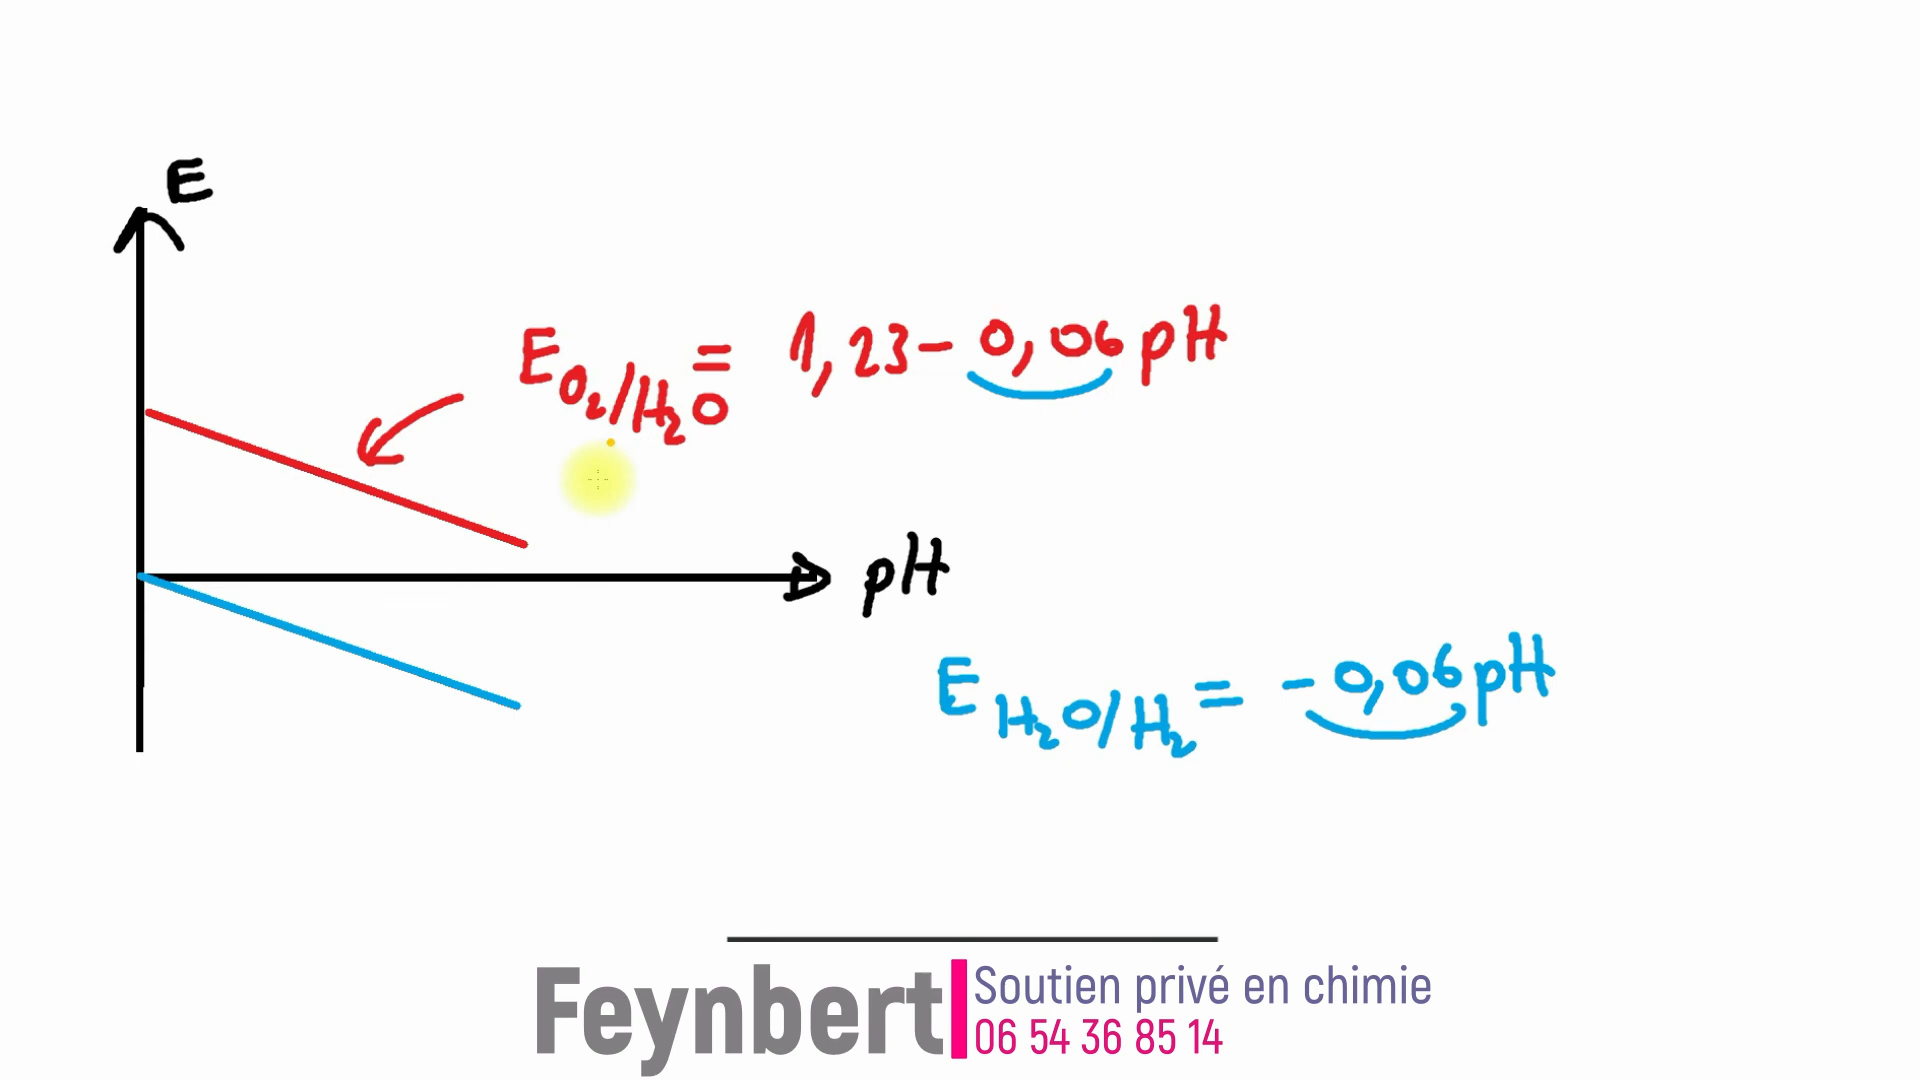 E
E O₂/H₂O = 1,23 - 0,06 pH
pH
E H₂O/H₂ = - 0,06 pH
Feynbert
Soutien privé en chimie
06 54 36 85 14